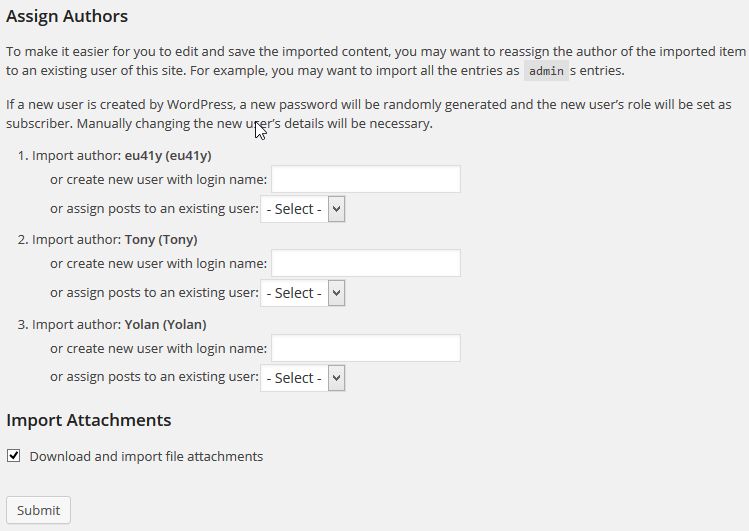 Assign Authors
To make it easier for you to edit and save the imported content, you may want to reassign the author of the imported item
to an existing user of this site. For example, you may want to import all the entries as admin s entries.
If a new user is created by WordPress, a new password will be randomly generated and the new user's role will be set as
subscriber. Manually changing the new user's details will be necessary.
1. Import author: eu41y (eu41y)
or create new user with login name:
or assign posts to an existing user: - Select -
2. Import author: Tony (Tony)
or create new user with login name:
or assign posts to an existing user: - Select -
3. Import author: Yolan (Yolan)
or create new user with login name:
or assign posts to an existing user: - Select -
Import Attachments
Download and import file attachments
Submit